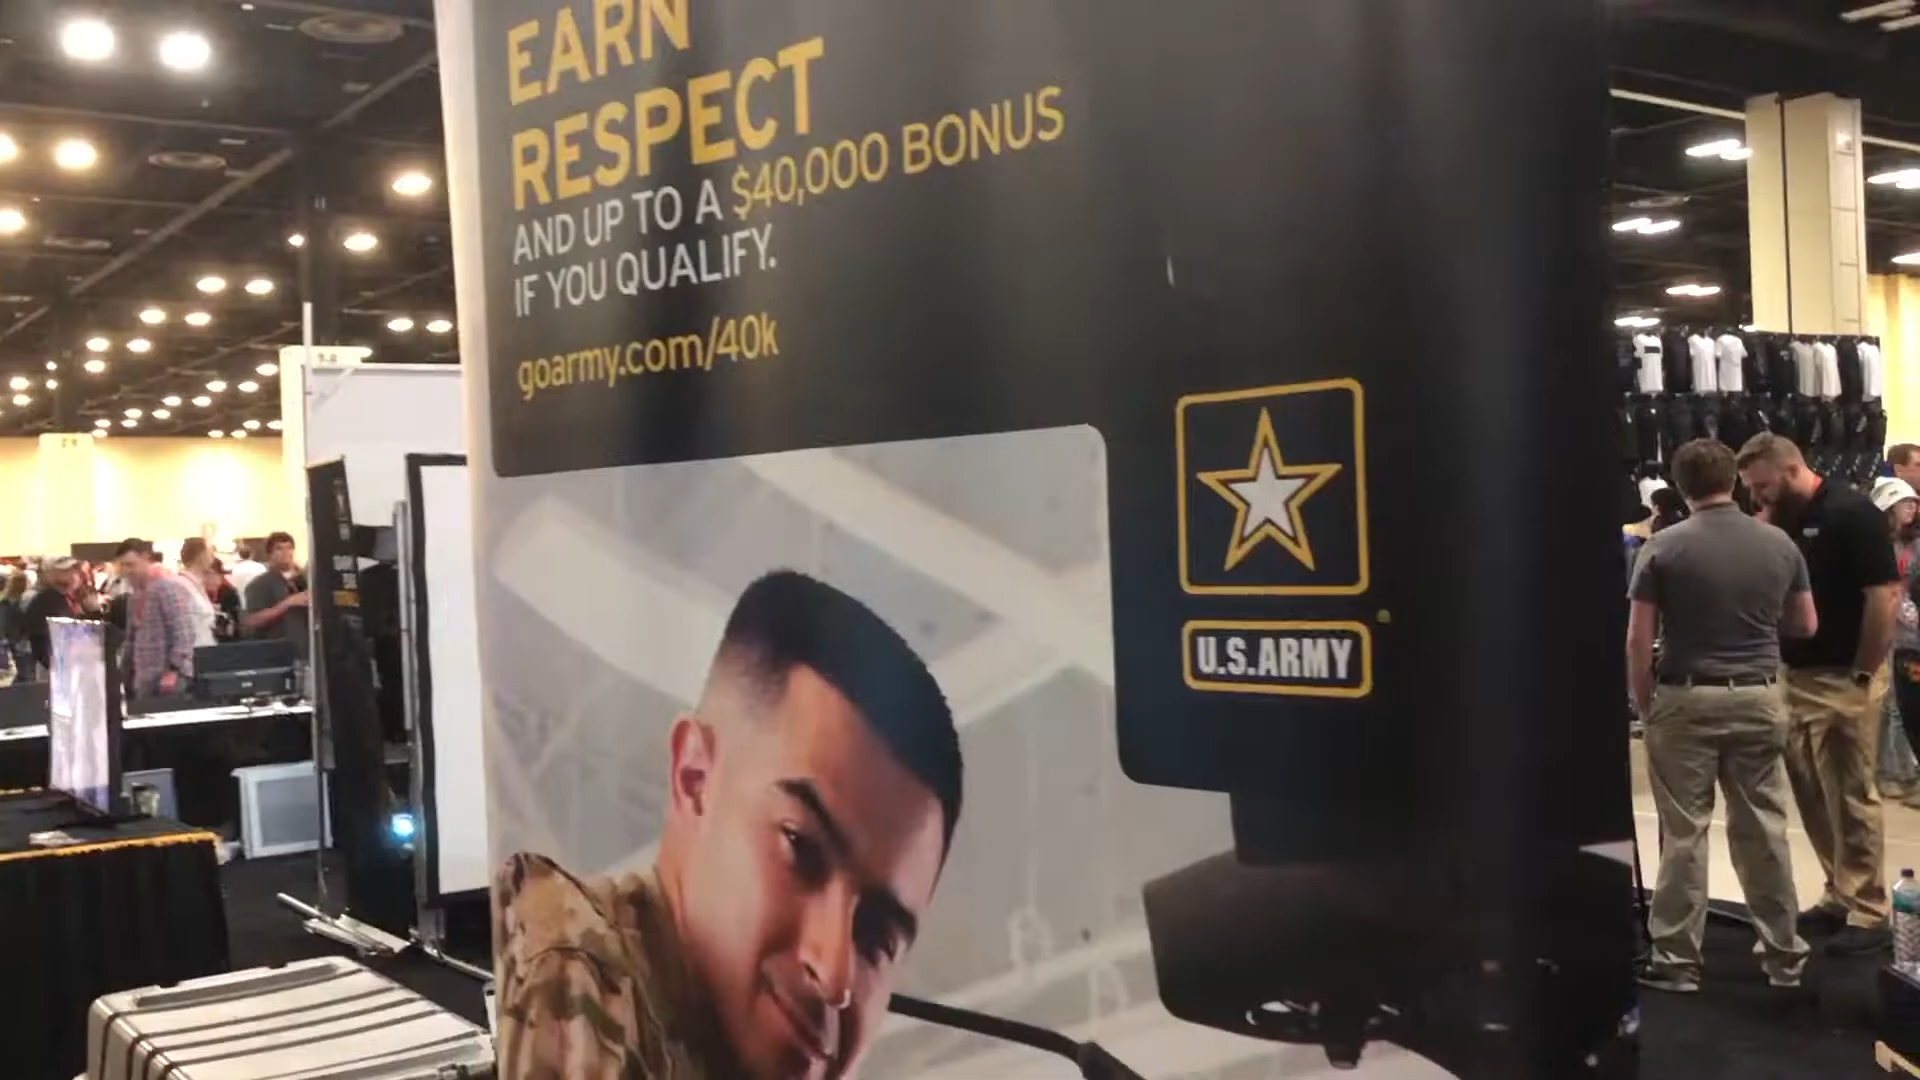 EARN
RESPECT
AND UP TO A $40,000 BONUS
IF YOU QUALIFY.
goarmy.com/40k
U.S.ARMY